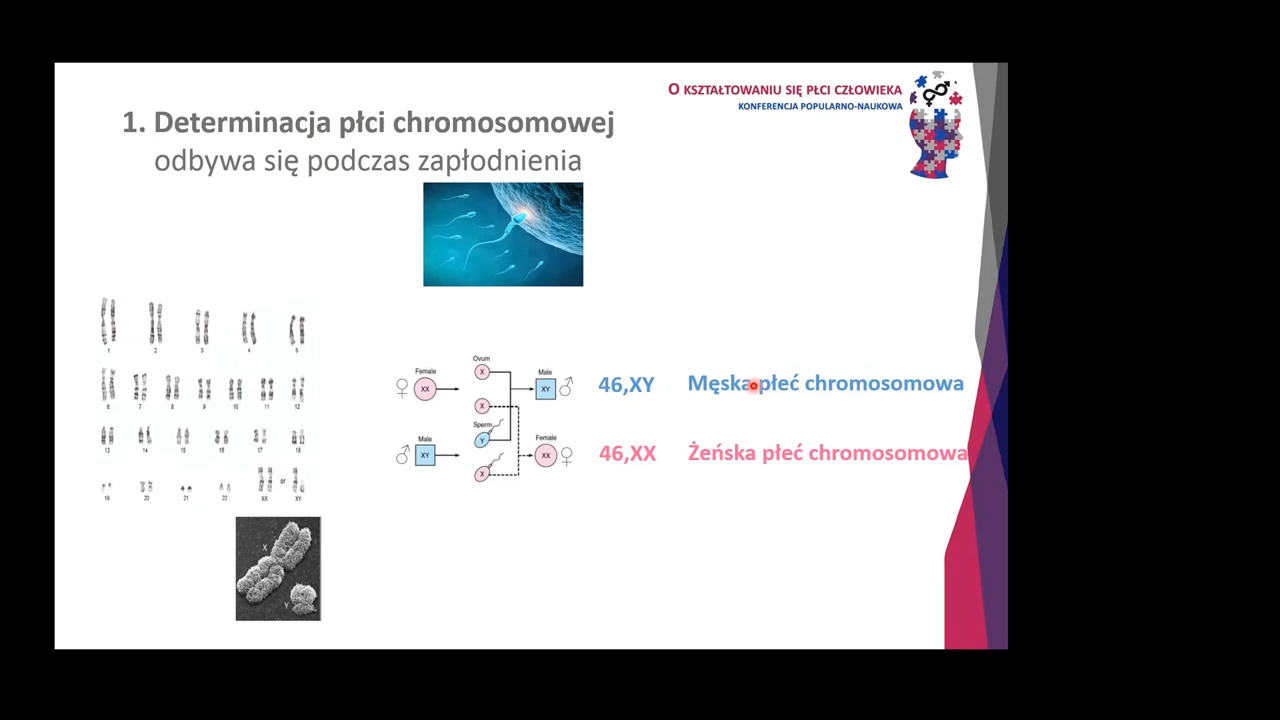 O KSZTAŁTOWANIU SIĘ PŁCI CZŁOWIEKA
KONFERENCJA POPULARNO-NAUKOWA
1. Determinacja płci chromosomowej
odbywa się podczas zapłodnienia
1 2 3 4 5
6 7 8 9 10 11 12
13 14 15 16 17 18
19 20 21 22 XX or XY
X
Y
Ovum
Female
X
Male
XX
XY
X
Sperm
Male
Y
Female
XY
XX
X
46,XY Męska płeć chromosomowa
46,XX Żeńska płeć chromosomowa